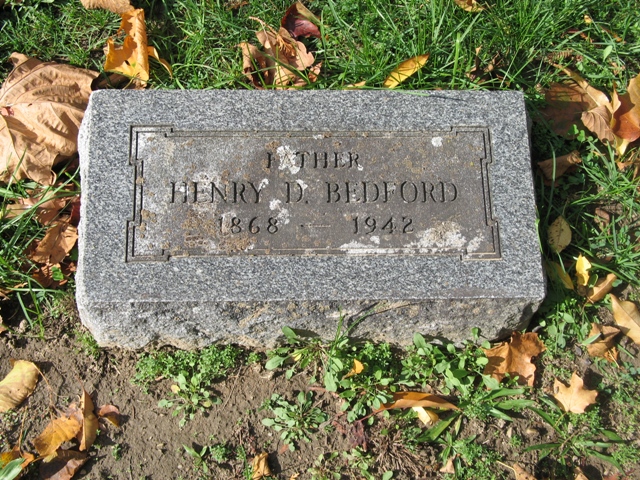 FATHER
HENRY D. BEDFORD
1868 — 1942